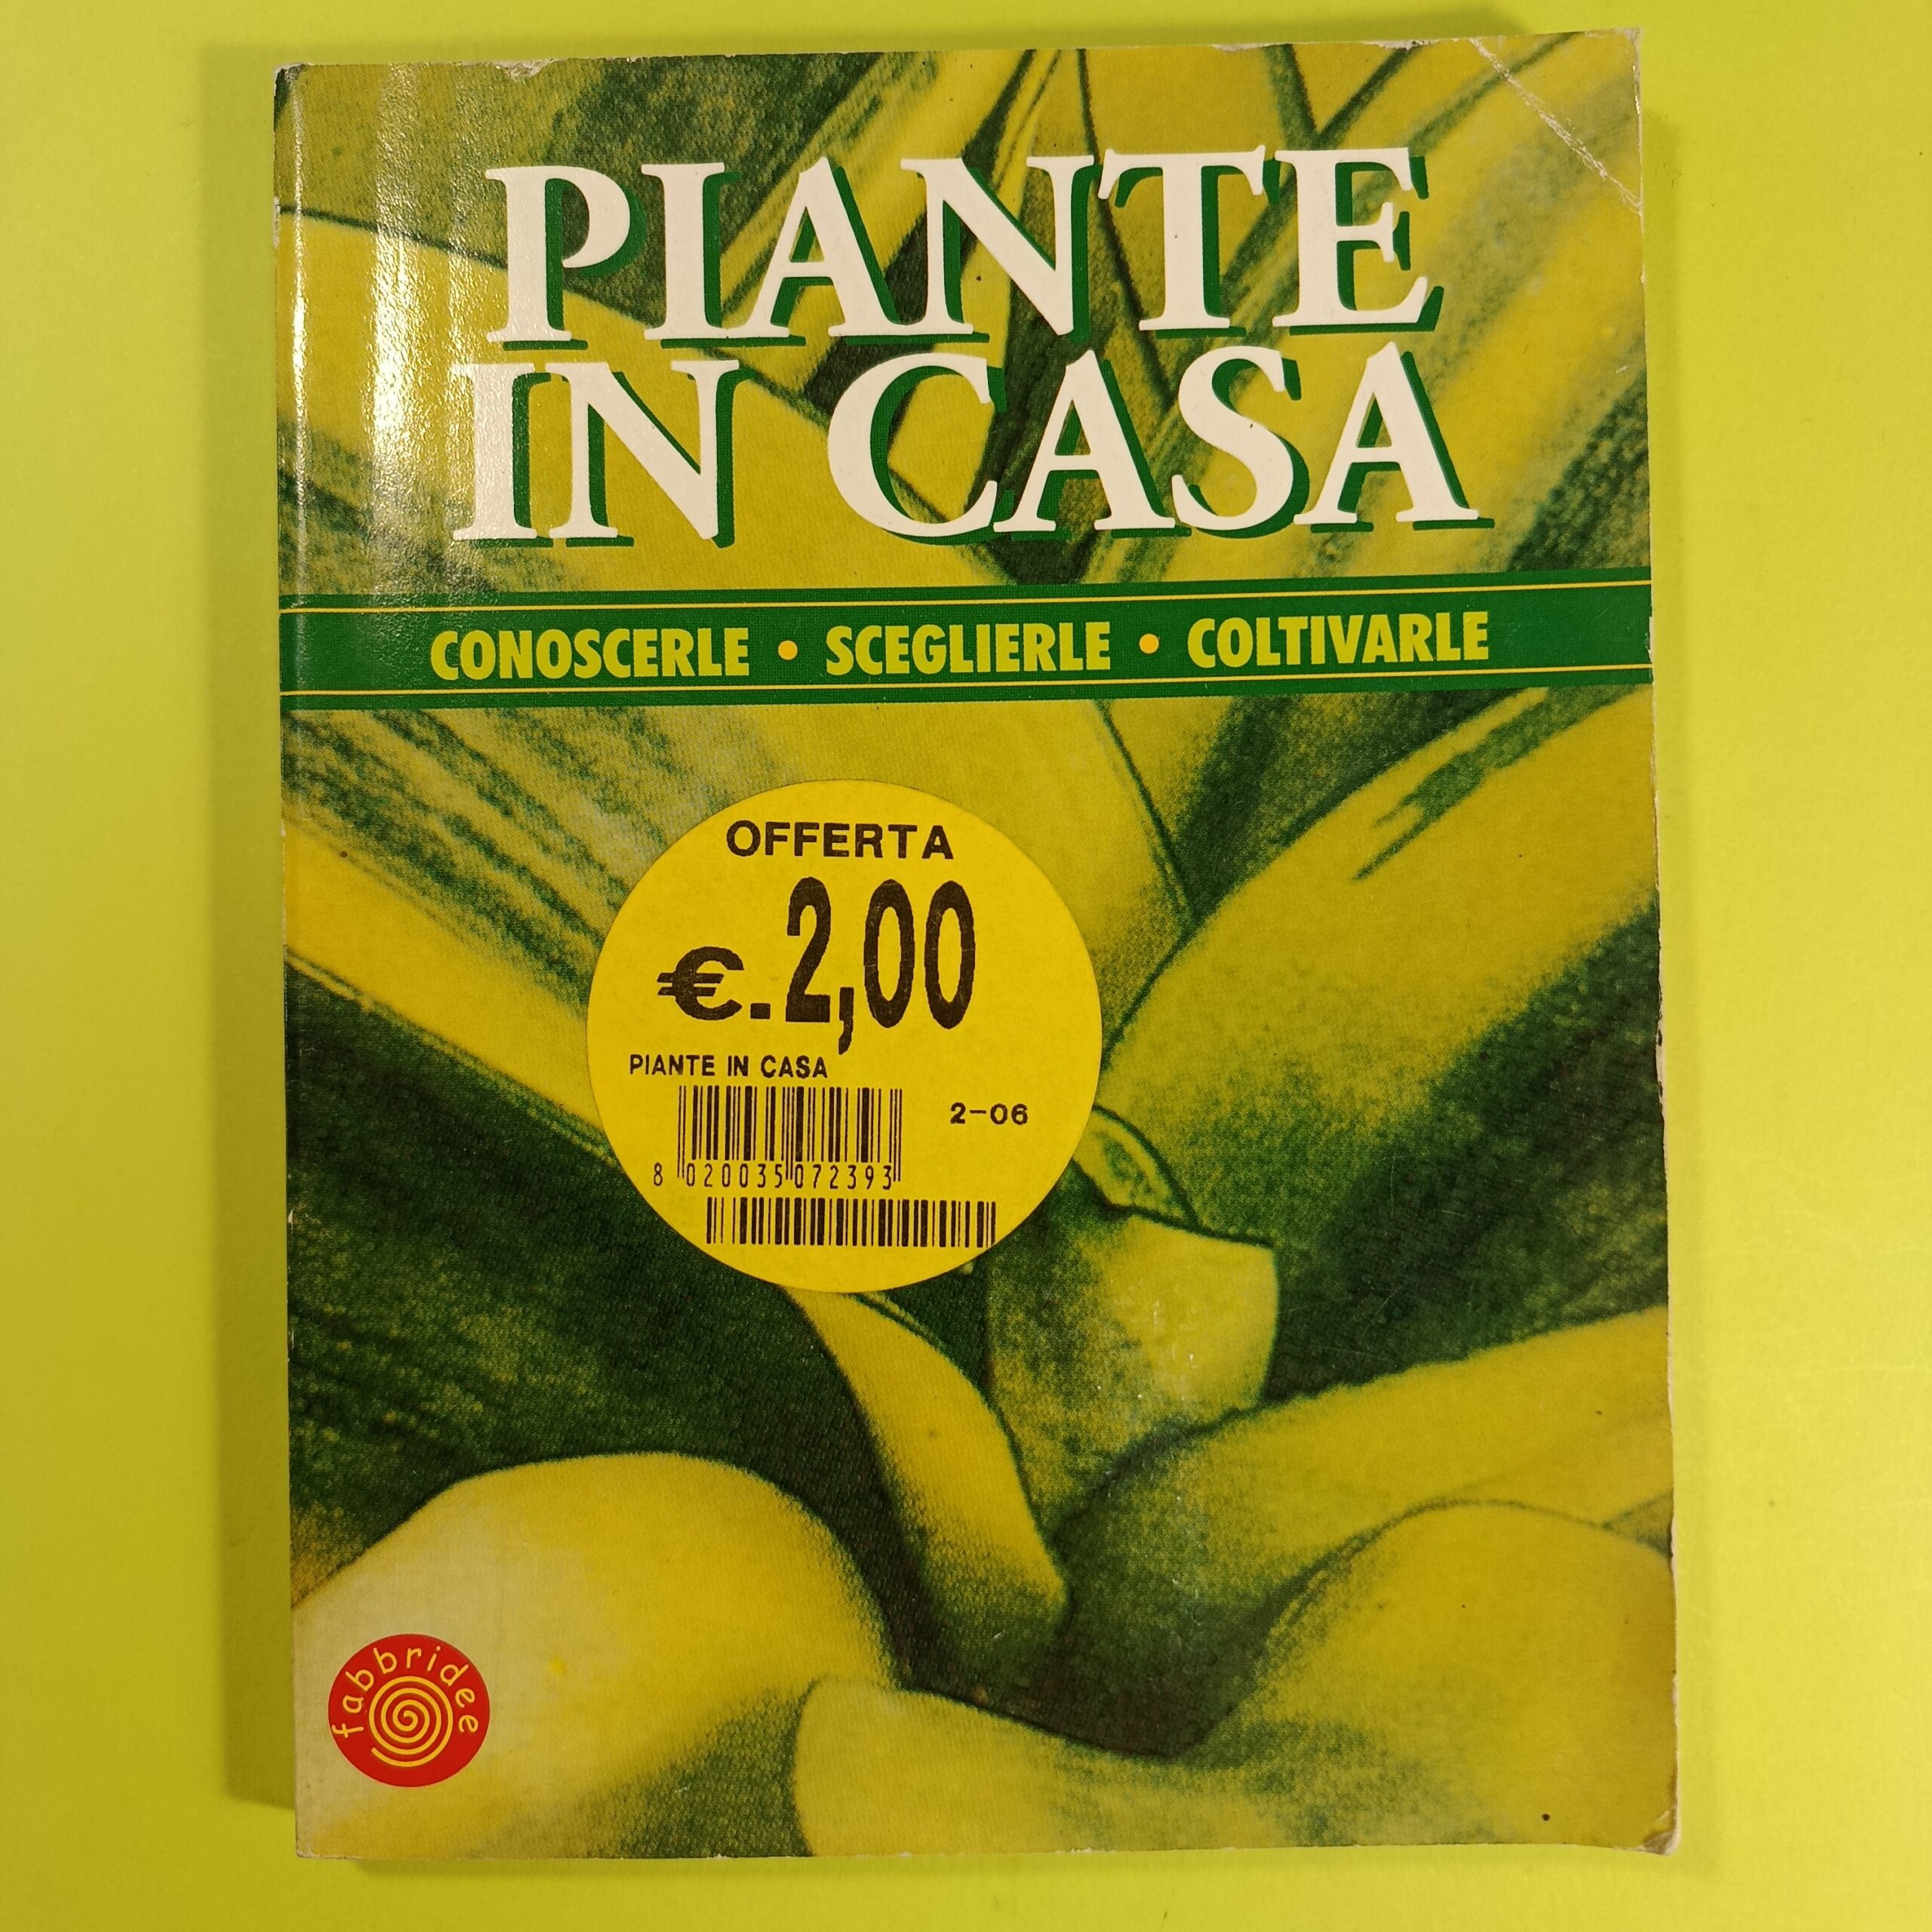 PIANTE
IN CASA
CONOSCERLE • SCEGLIERLE • COLTIVARLE
OFFERTA
€.2,00
PIANTE IN CASA
2-06
8 020035 072393
fabbridee